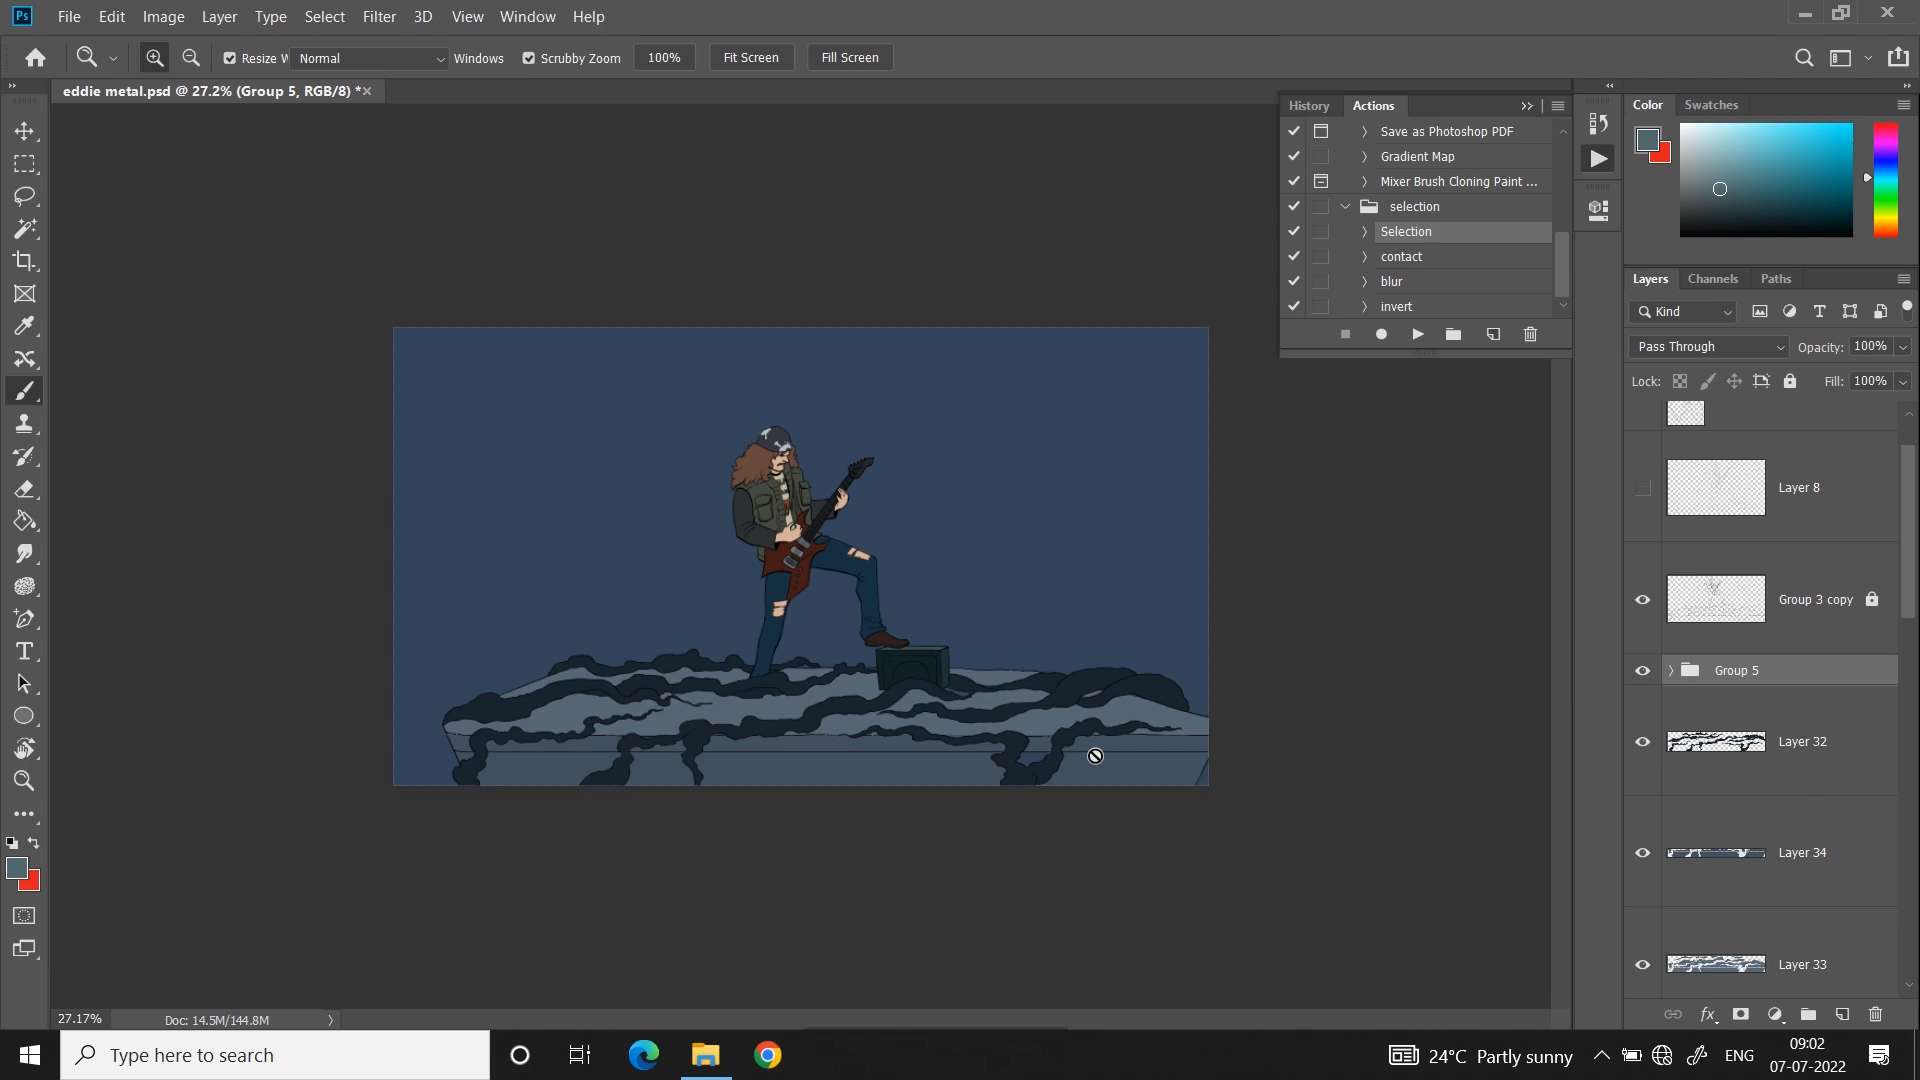 Ps File Edit Image Layer Type Select Filter 3D View Window Help
Resize W Normal Windows Scrubby Zoom 100% Fit Screen Fill Screen
eddie metal.psd @ 27.2% (Group 5, RGB/8) *
History Actions
Save as Photoshop PDF
Gradient Map
Mixer Brush Cloning Paint ...
selection
Selection
contact
blur
invert
Color Swatches
Layers Channels Paths
Kind
Pass Through Opacity: 100%
Lock: Fill: 100%
Layer 8
Group 3 copy
Group 5
Layer 32
Layer 34
Layer 33
27.17% Doc: 14.5M/144.8M
Type here to search
24°C Partly sunny
ENG
09:02
07-07-2022